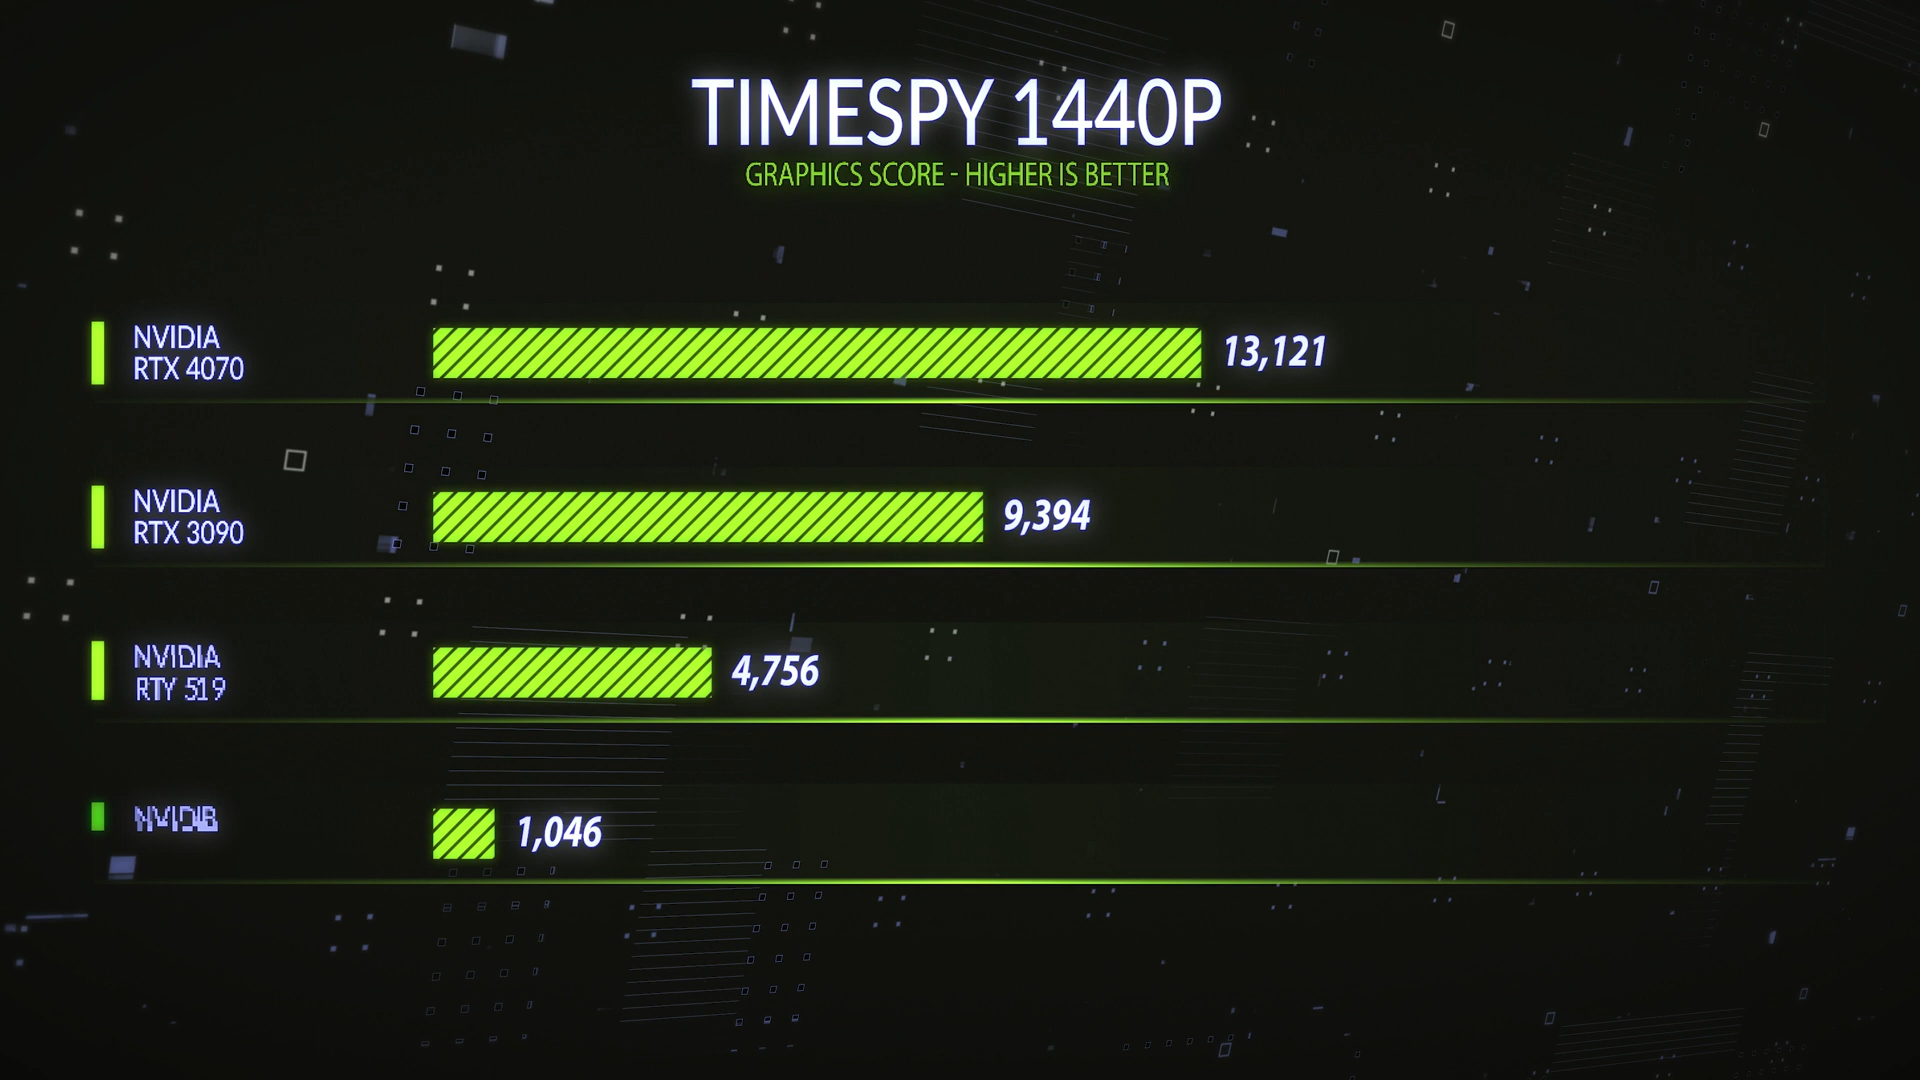 TIMESPY 1440P
GRAPHICS SCORE - HIGHER IS BETTER
NVIDIA
RTX 4070
13,121
NVIDIA
RTX 3090
9,394
NVIDIA
RTY 519
4,756
1,046